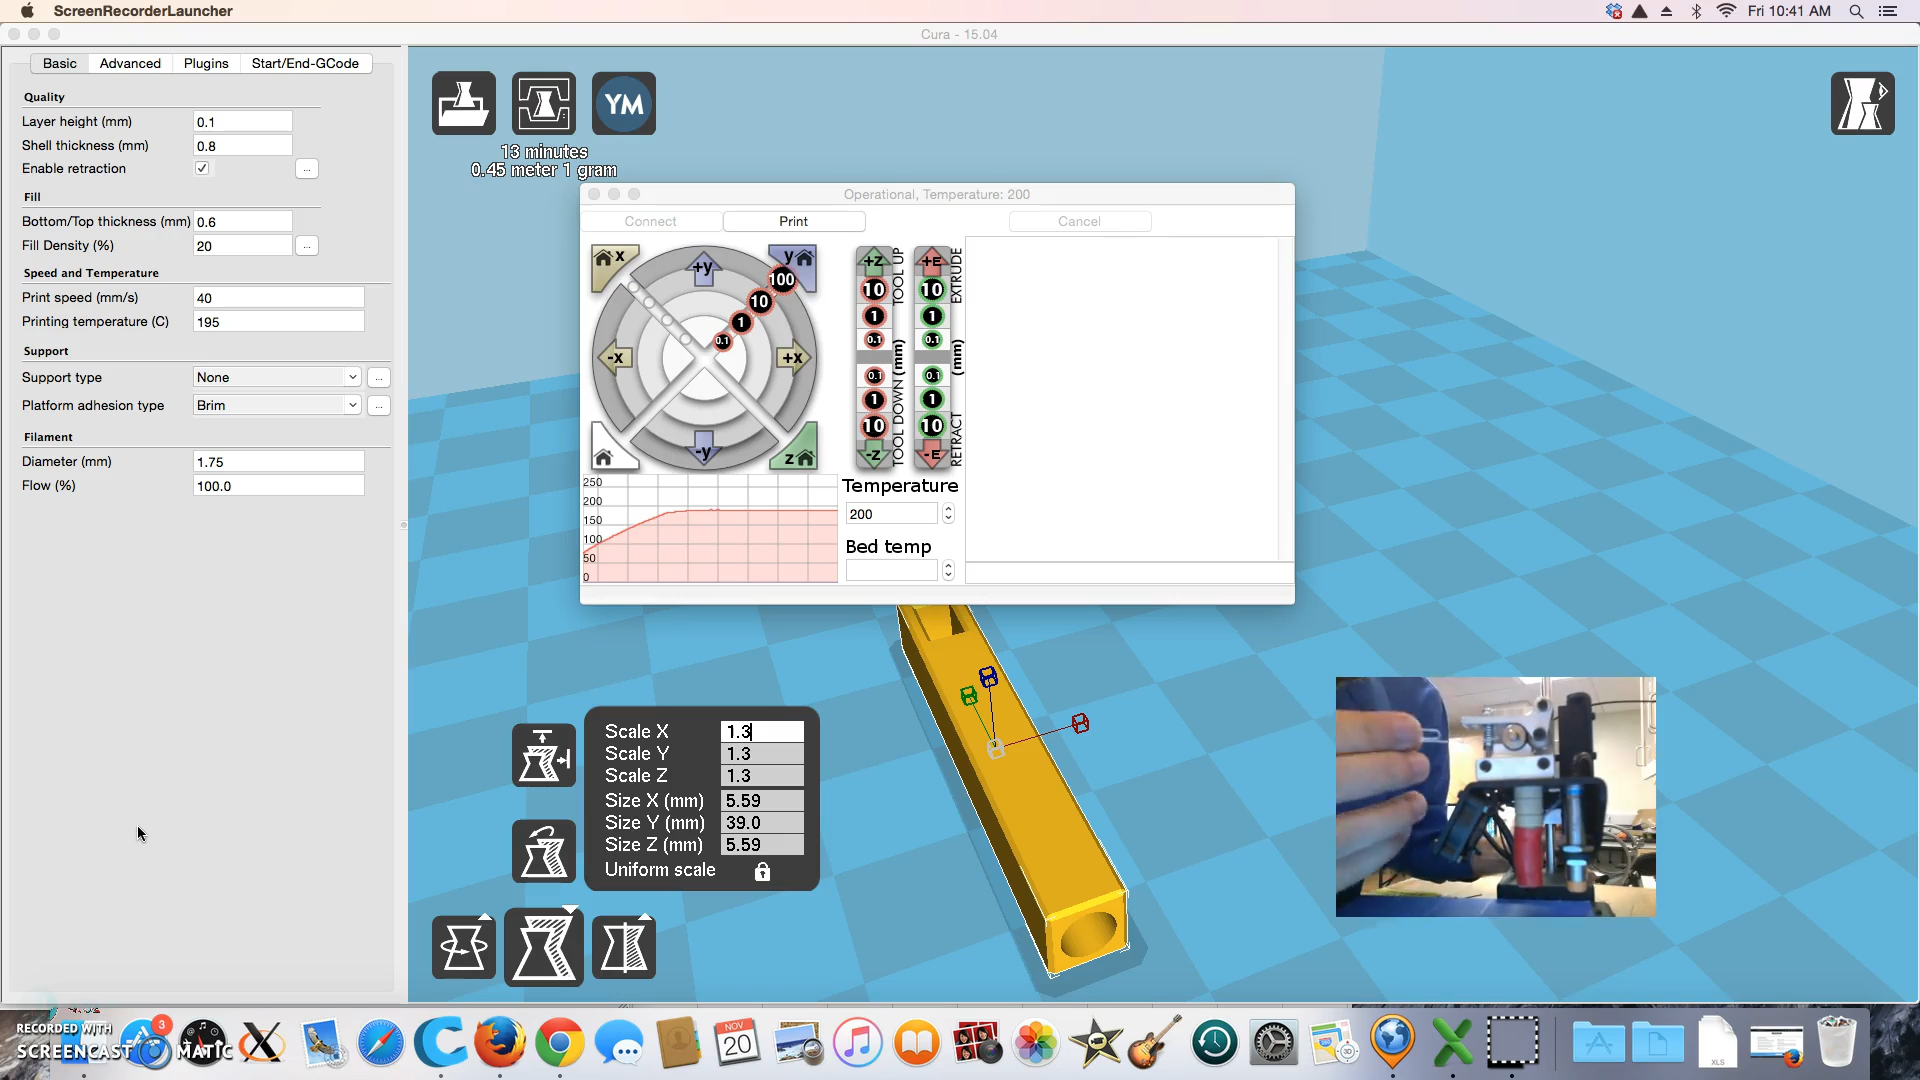 ScreenRecorderLauncher
Fri 10:41 AM
Cura - 15.04
Basic
Advanced
Plugins
Start/End-GCode
Quality
Layer height (mm)
0.1
Shell thickness (mm)
0.8
Enable retraction
...
Fill
Bottom/Top thickness (mm)
0.6
Fill Density (%)
20
...
Speed and Temperature
Print speed (mm/s)
40
Printing temperature (C)
195
Support
Support type
None
...
Platform adhesion type
Brim
...
Filament
Diameter (mm)
1.75
Flow (%)
100.0
YM
13 minutes
0.45 meter 1 gram
Operational, Temperature: 200
Connect
Print
Cancel
x
+y
y
100
10
1
0.1
-x
+x
-y
z
+Z
10
1
0.1
0.1
1
10
-Z
TOOL UP
(mm)
TOOL DOWN
+E
10
1
0.1
0.1
1
10
-E
EXTRUDE
(mm)
RETRACT
250
200
150
100
50
0
Temperature
200
Bed temp
Scale X
1.3
Scale Y
1.3
Scale Z
1.3
Size X (mm)
5.59
Size Y (mm)
39.0
Size Z (mm)
5.59
Uniform scale
RECORDED WITH
SCREENCAST MATIC
3
NOV
20
3D
XLS